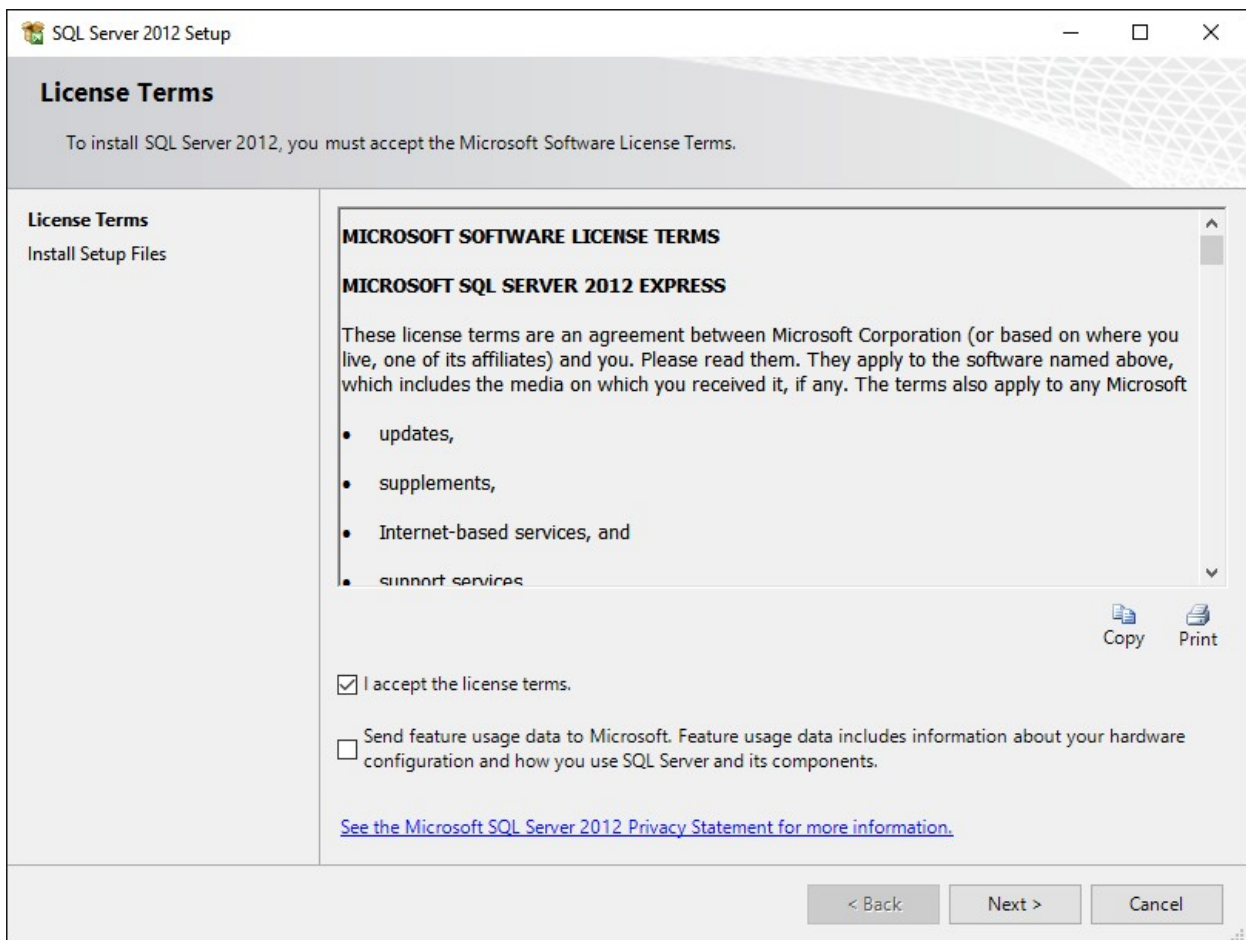 SQL Server 2012 Setup
License Terms
To install SQL Server 2012, you must accept the Microsoft Software License Terms.
License Terms
Install Setup Files
MICROSOFT SOFTWARE LICENSE TERMS
MICROSOFT SQL SERVER 2012 EXPRESS
These license terms are an agreement between Microsoft Corporation (or based on where you
live, one of its affiliates) and you. Please read them. They apply to the software named above,
which includes the media on which you received it, if any. The terms also apply to any Microsoft
• updates,
• supplements,
• Internet-based services, and
• support services
Copy Print
I accept the license terms.
Send feature usage data to Microsoft. Feature usage data includes information about your hardware
configuration and how you use SQL Server and its components.
See the Microsoft SQL Server 2012 Privacy Statement for more information.
< Back Next > Cancel